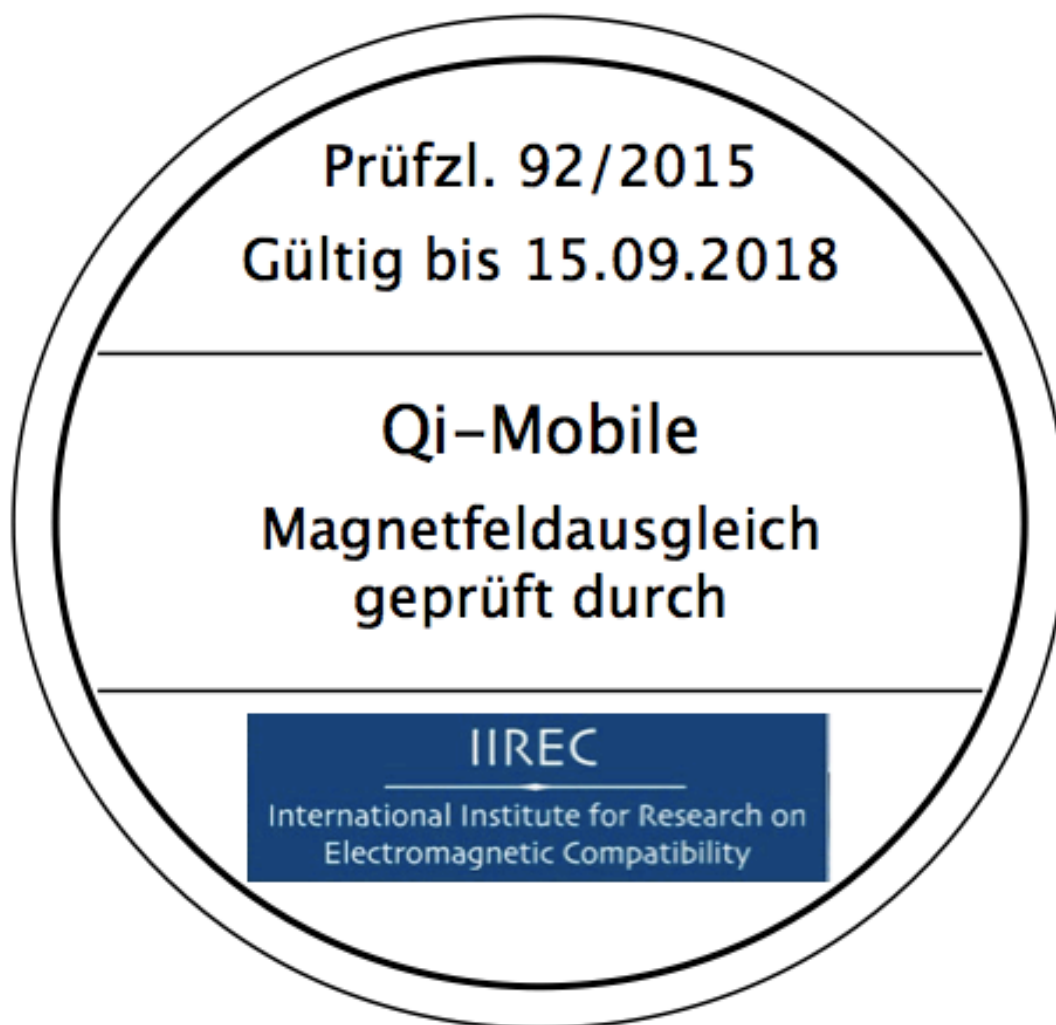 Prüfzl. 92/2015
Gültig bis 15.09.2018
Qi-Mobile
Magnetfeldausgleich
geprüft durch
IIREC
International Institute for Research on
Electromagnetic Compatibility